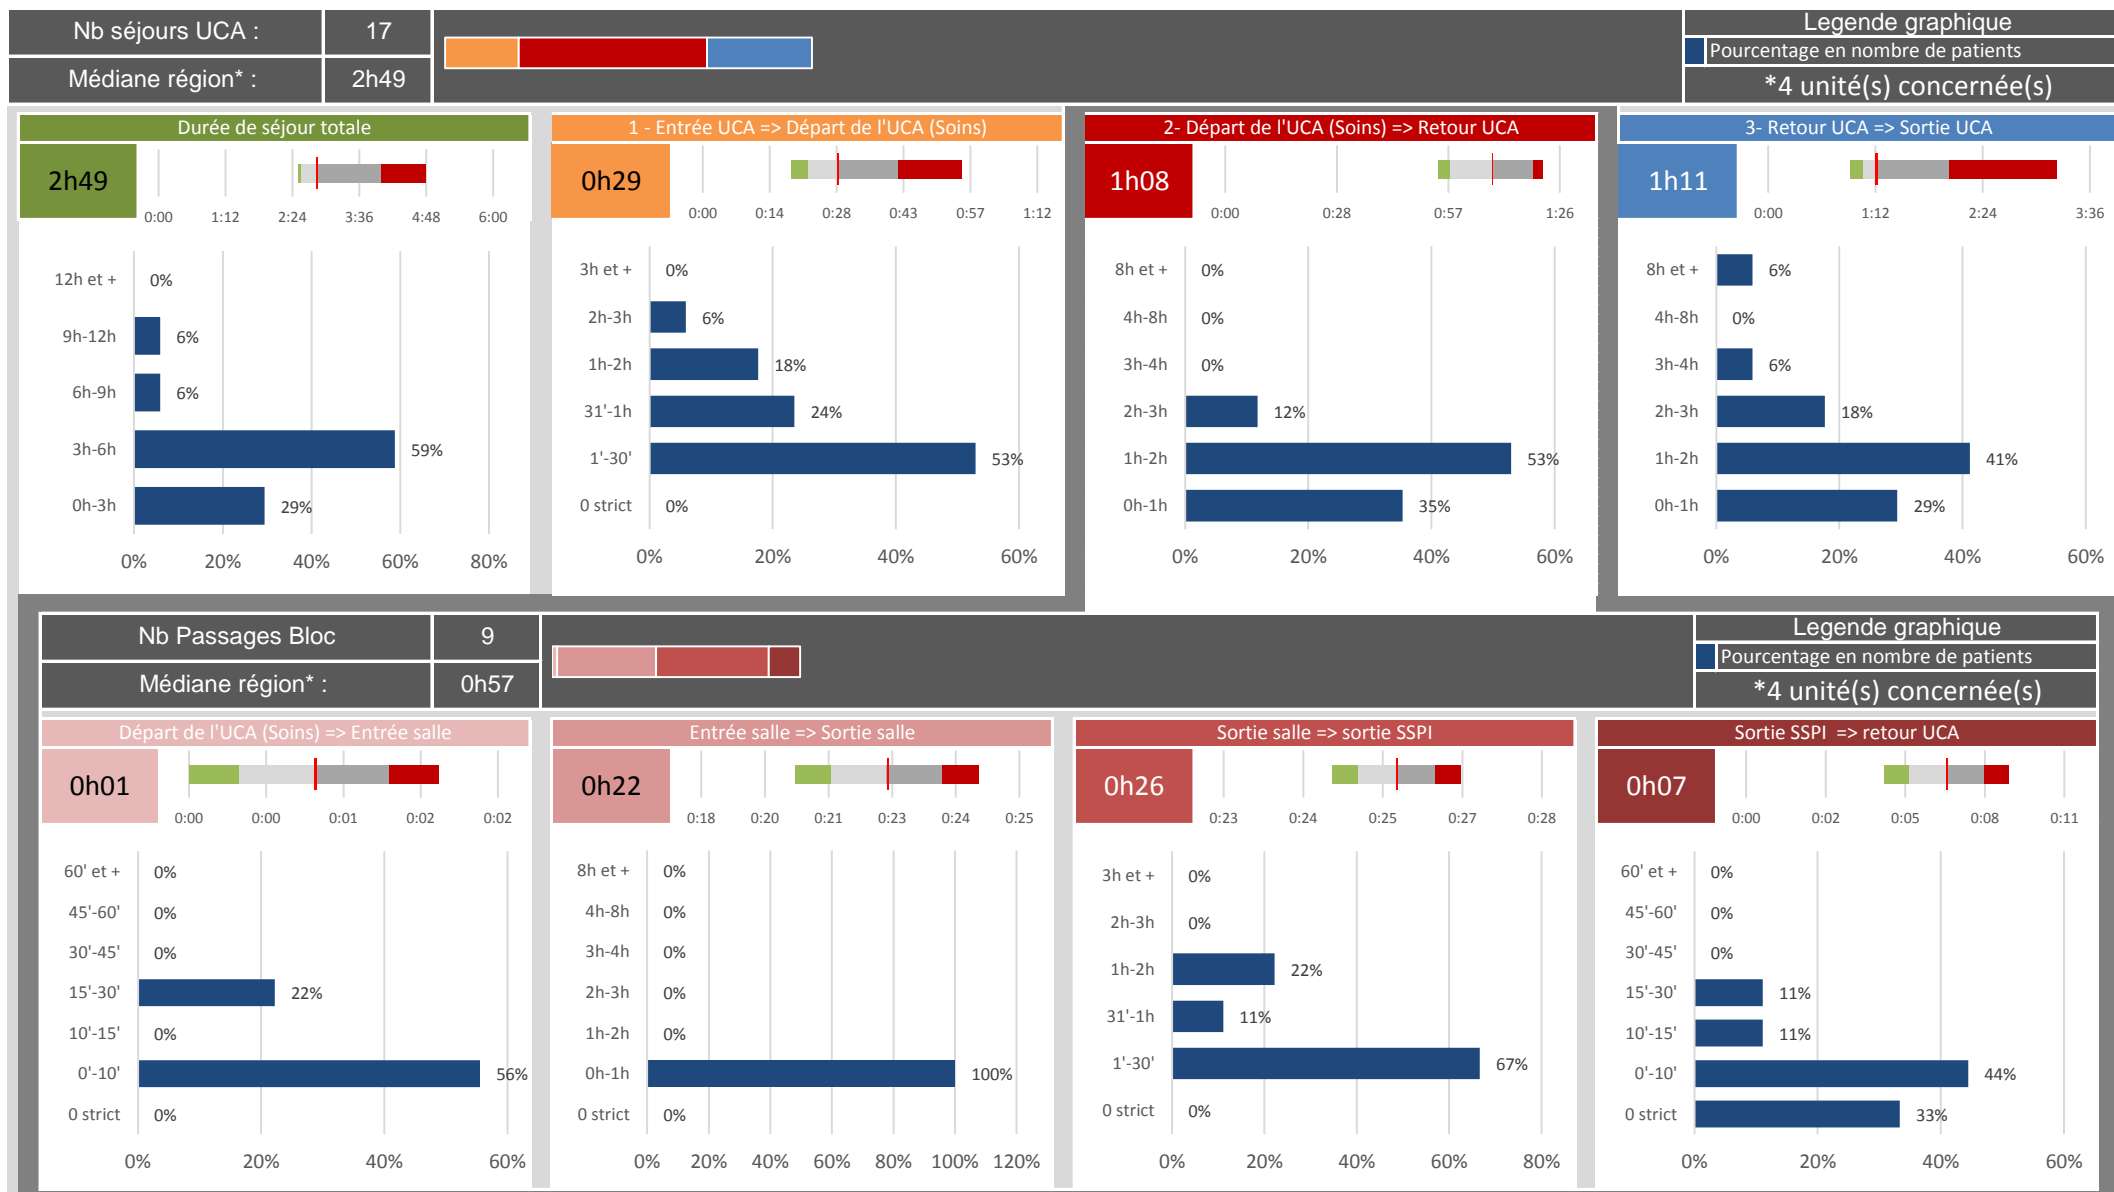 Nb séjours UCA :
17
Médiane région* :
2h49
Legende graphique
Pourcentage en nombre de patients
*4 unité(s) concernée(s)
Durée de séjour totale
2h49
0:00 1:12 2:24 3:36 4:48 6:00
12h et + 0%
9h-12h 6%
6h-9h 6%
3h-6h 59%
0h-3h 29%
0% 20% 40% 60% 80%
1 - Entrée UCA => Départ de l'UCA (Soins)
0h29
0:00 0:14 0:28 0:43 0:57 1:12
3h et + 0%
2h-3h 6%
1h-2h 18%
31'-1h 24%
1'-30' 53%
0 strict 0%
0% 20% 40% 60%
2- Départ de l'UCA (Soins) => Retour UCA
1h08
0:00 0:28 0:57 1:26
8h et + 0%
4h-8h 0%
3h-4h 0%
2h-3h 12%
1h-2h 53%
0h-1h 35%
0% 20% 40% 60%
3- Retour UCA => Sortie UCA
1h11
0:00 1:12 2:24 3:36
8h et + 6%
4h-8h 0%
3h-4h 6%
2h-3h 18%
1h-2h 41%
0h-1h 29%
0% 20% 40% 60%
Nb Passages Bloc
9
Médiane région* :
0h57
Legende graphique
Pourcentage en nombre de patients
*4 unité(s) concernée(s)
Départ de l'UCA (Soins) => Entrée salle
0h01
0:00 0:00 0:01 0:02 0:02
60' et + 0%
45'-60' 0%
30'-45' 0%
15'-30' 22%
10'-15' 0%
0'-10' 56%
0 strict 0%
0% 20% 40% 60%
Entrée salle => Sortie salle
0h22
0:18 0:20 0:21 0:23 0:24 0:25
8h et + 0%
4h-8h 0%
3h-4h 0%
2h-3h 0%
1h-2h 0%
0h-1h 100%
0 strict 0%
0% 20% 40% 60% 80% 100% 120%
Sortie salle => sortie SSPI
0h26
0:23 0:24 0:25 0:27 0:28
3h et + 0%
2h-3h 0%
1h-2h 22%
31'-1h 11%
1'-30' 67%
0 strict 0%
0% 20% 40% 60% 80%
Sortie SSPI => retour UCA
0h07
0:00 0:02 0:05 0:08 0:11
60' et + 0%
45'-60' 0%
30'-45' 0%
15'-30' 11%
10'-15' 11%
0'-10' 44%
0 strict 33%
0% 20% 40% 60%